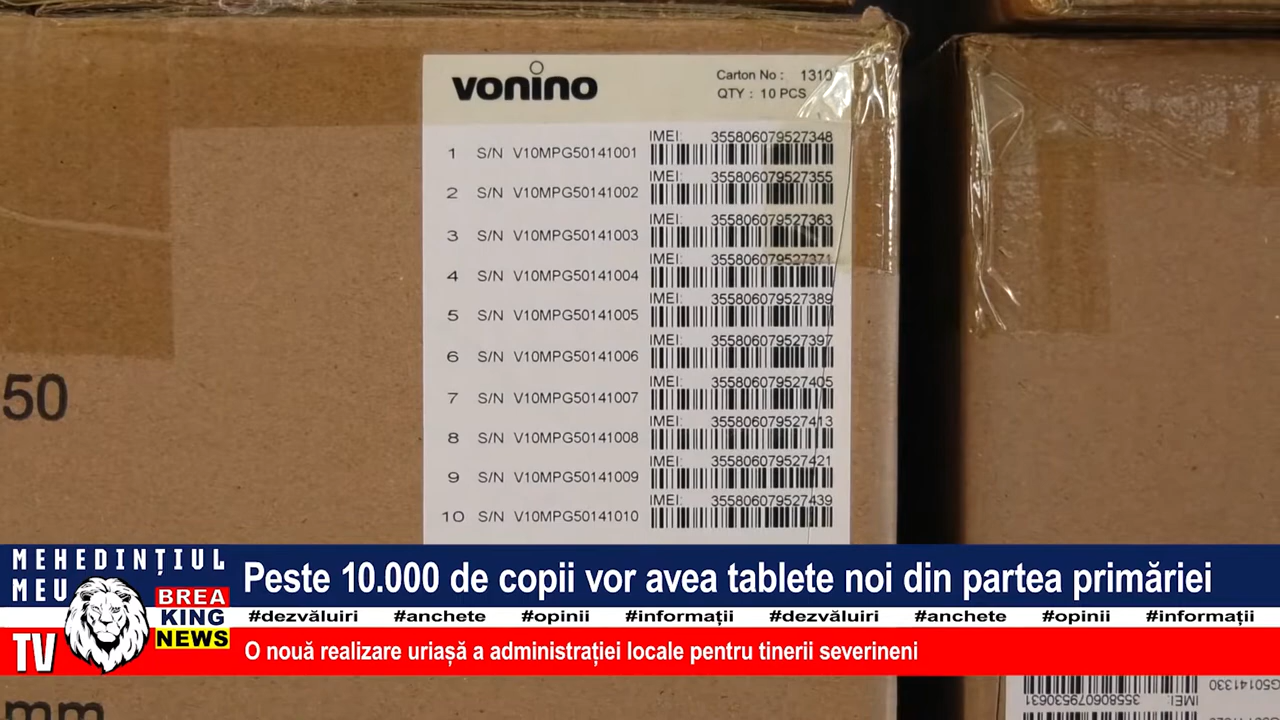 vonino
Carton No : 1310
QTY : 10 PCS
1 S/N V10MPG50141001 IMEI: 355806079527348
2 S/N V10MPG50141002 IMEI: 355806079527355
3 S/N V10MPG50141003 IMEI: 355806079527363
4 S/N V10MPG50141004 IMEI: 355806079527371
5 S/N V10MPG50141005 IMEI: 355806079527389
6 S/N V10MPG50141006 IMEI: 355806079527397
7 S/N V10MPG50141007 IMEI: 355806079527405
8 S/N V10MPG50141008 IMEI: 355806079527413
9 S/N V10MPG50141009 IMEI: 355806079527421
10 S/N V10MPG50141010 IMEI: 355806079527439
50
MEHEDINȚIUL
MEU
TV
BREA
KING
NEWS
Peste 10.000 de copii vor avea tablete noi din partea primăriei
#dezvăluiri #anchete #opinii #informații #dezvăluiri #anchete #opinii #informații
O nouă realizare uriașă a administrației locale pentru tinerii severineni
mm
355806079530631
G50141330